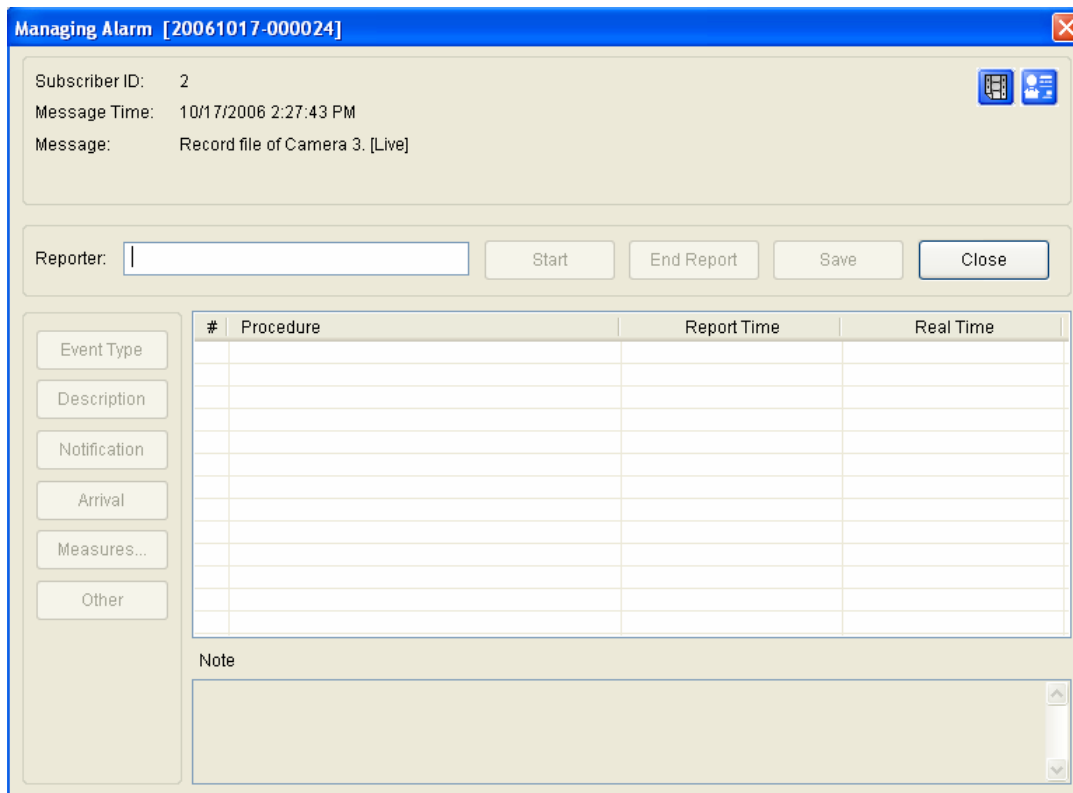 Managing Alarm [20061017-000024]
Subscriber ID: 2
Message Time: 10/17/2006 2:27:43 PM
Message: Record file of Camera 3. [Live]
Reporter: Start End Report Save Close
# Procedure Report Time Real Time
Event Type
Description
Notification
Arrival
Measures...
Other
Note